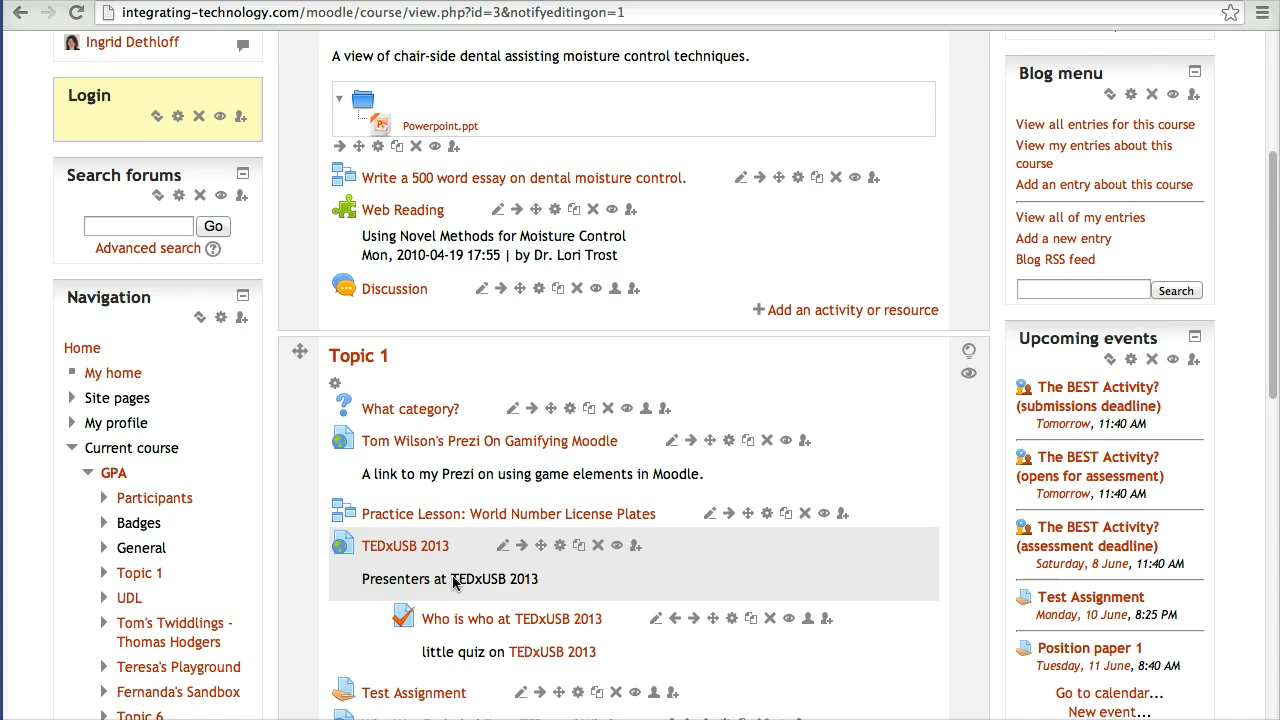 integrating-technology.com/moodle/course/view.php?id=3&notifyeditingon=1
Ingrid Dethloff
Login
Search forums
Go
Advanced search
Navigation
Home
My home
Site pages
My profile
Current course
GPA
Participants
Badges
General
Topic 1
UDL
Tom's Twiddlings -
Thomas Hodgers
Teresa's Playground
Fernanda's Sandbox
Topic 6
A view of chair-side dental assisting moisture control techniques.
Powerpoint.ppt
Write a 500 word essay on dental moisture control.
Web Reading
Using Novel Methods for Moisture Control
Mon, 2010-04-19 17:55 | by Dr. Lori Trost
Discussion
Add an activity or resource
Topic 1
What category?
Tom Wilson's Prezi On Gamifying Moodle
A link to my Prezi on using game elements in Moodle.
Practice Lesson: World Number License Plates
TEDxUSB 2013
Presenters at TEDxUSB 2013
Who is who at TEDxUSB 2013
little quiz on TEDxUSB 2013
Test Assignment
Blog menu
View all entries for this course
View my entries about this
course
Add an entry about this course
View all of my entries
Add a new entry
Blog RSS feed
Search
Upcoming events
The BEST Activity?
(submissions deadline)
Tomorrow, 11:40 AM
The BEST Activity?
(opens for assessment)
Tomorrow, 11:40 AM
The BEST Activity?
(assessment deadline)
Saturday, 8 June, 11:40 AM
Test Assignment
Monday, 10 June, 8:25 PM
Position paper 1
Tuesday, 11 June, 8:40 AM
Go to calendar...
New event...